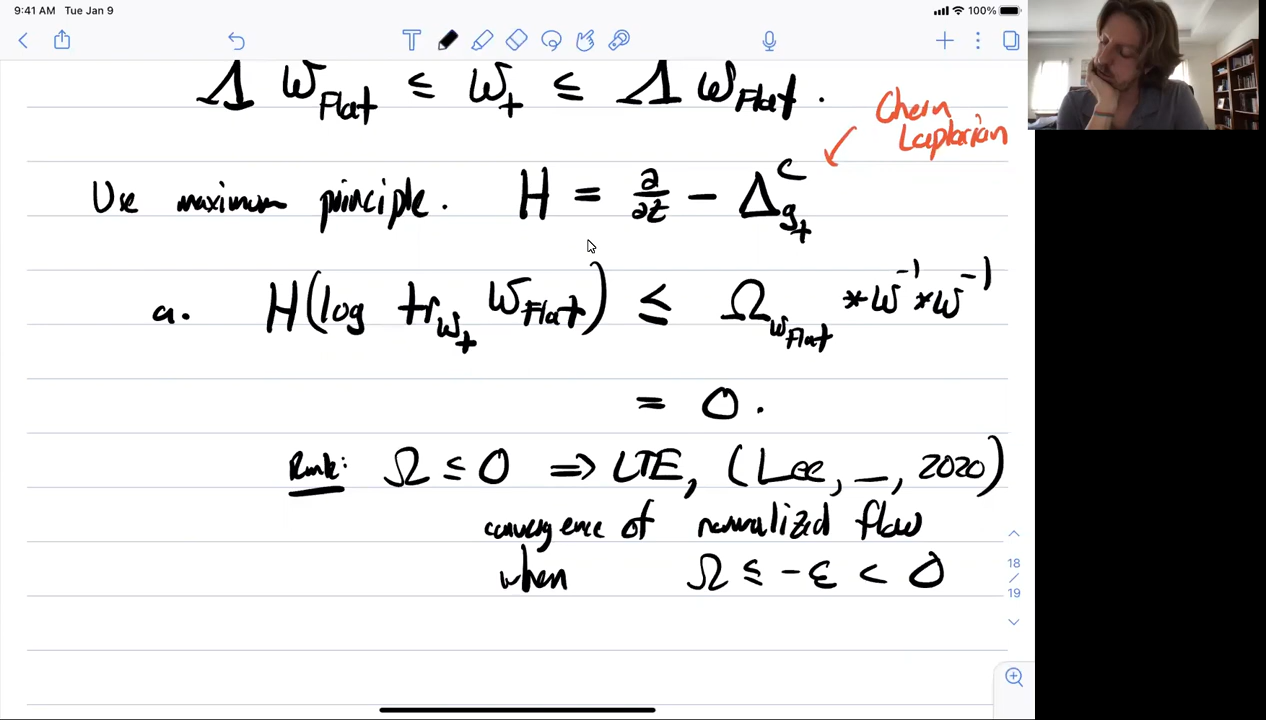 9:41 AM Tue Jan 9
100%
Λ ω_Flat ≤ ω_t ≤ Λ ω_Flat.
Chern
Laplacian
Use maximum principle. H = ∂/∂t − Δ^C_{g_t}
a. H(log tr_{ω_t} ω_Flat) ≤ Ω_{ω_Flat} * ω^{-1} * ω^{-1}
= 0.
Rmk: Ω ≤ 0 ⟹ LTE, (Lee, _, 2020)
convergence of normalized flow
when Ω ≤ −ε < 0
18
/
19